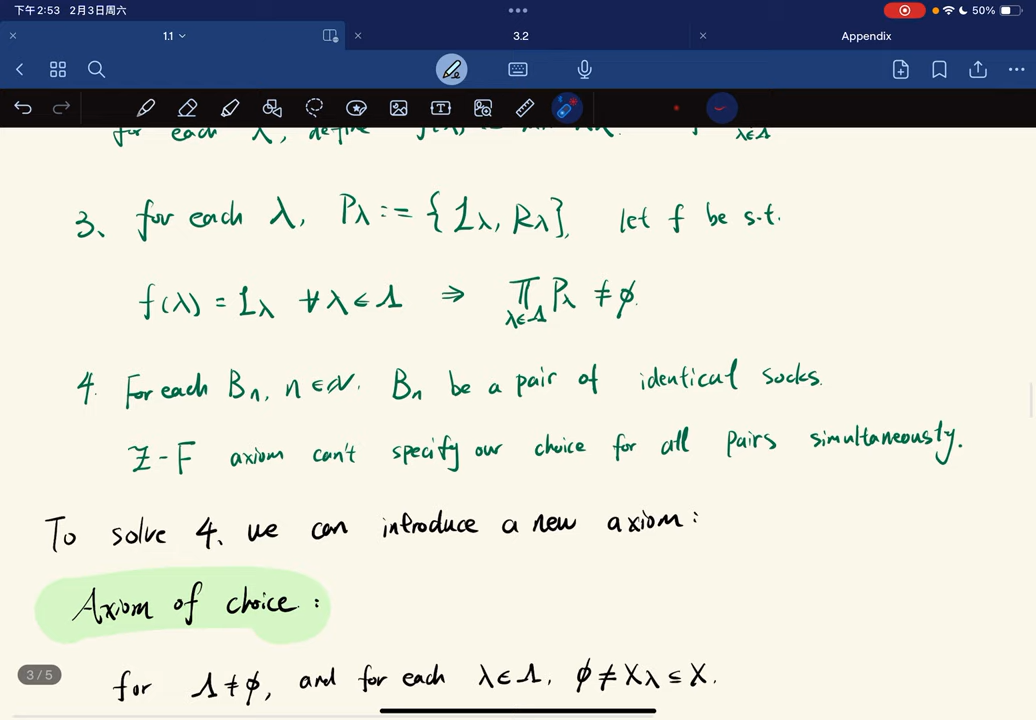 下午2:53 2月3日周六
50%
1.1
3.2
Appendix
for each λ, define
λ∈Λ
3、 for each λ, Pλ := {Lλ, Rλ}, let f be s.t.
f(λ) = Lλ ∀λ∈Λ ⇒ ∏ Pλ ≠ φ.
λ∈Λ
4. For each Bn, n∈ℕ. Bn be a pair of identical socks.
Z-F axiom can't specify our choice for all pairs simultaneously.
To solve 4, we can introduce a new axiom:
Axiom of choice:
3 / 5
for Λ≠φ, and for each λ∈Λ, φ≠Xλ⊆X.